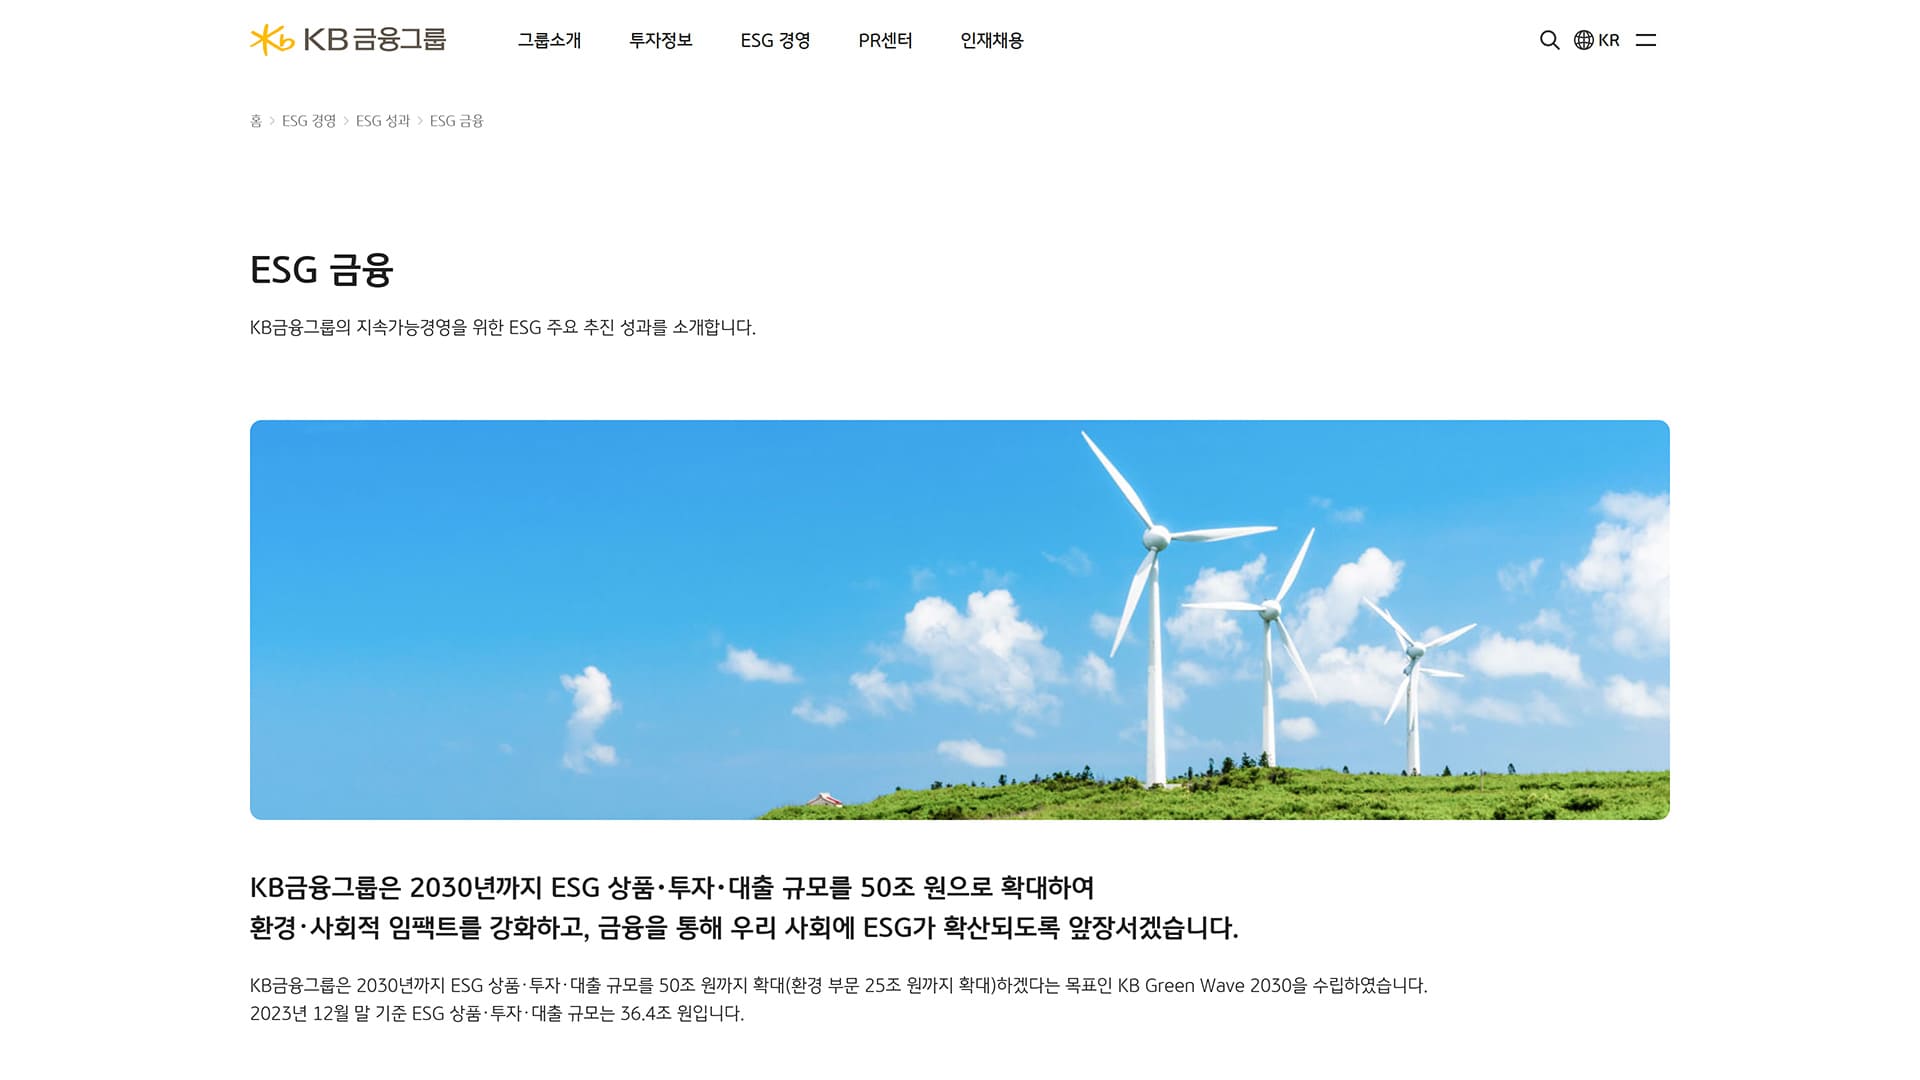 KB 금융그룹
그룹소개 투자정보 ESG 경영 PR센터 인재채용 KR
홈 > ESG 경영 > ESG 성과 > ESG 금융
ESG 금융
KB금융그룹의 지속가능경영을 위한 ESG 주요 추진 성과를 소개합니다.
KB금융그룹은 2030년까지 ESG 상품·투자·대출 규모를 50조 원으로 확대하여
환경·사회적 임팩트를 강화하고, 금융을 통해 우리 사회에 ESG가 확산되도록 앞장서겠습니다.
KB금융그룹은 2030년까지 ESG 상품·투자·대출 규모를 50조 원까지 확대(환경 부문 25조 원까지 확대)하겠다는 목표인 KB Green Wave 2030을 수립하였습니다.
2023년 12월 말 기준 ESG 상품·투자·대출 규모는 36.4조 원입니다.